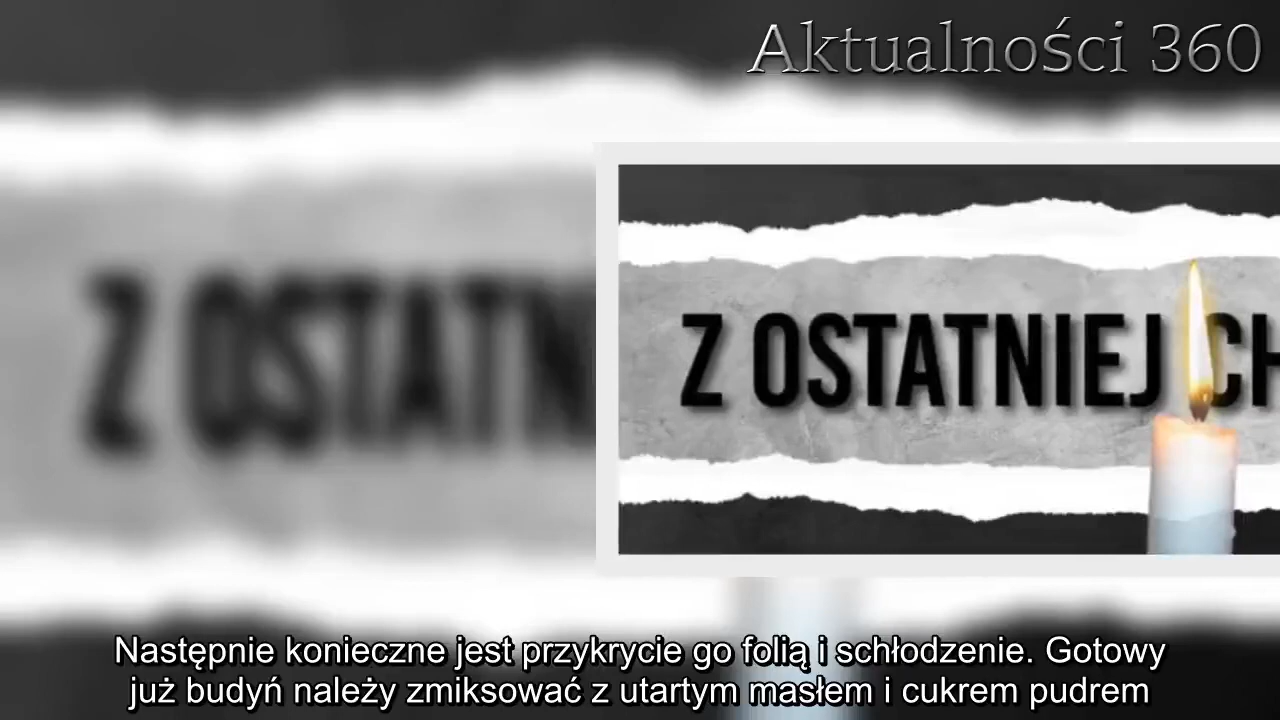 Aktualności 360
Z OSTATN
Z OSTATNIEJ CH
Następnie konieczne jest przykrycie go folią i schłodzenie. Gotowy
już budyń należy zmiksować z utartym masłem i cukrem pudrem